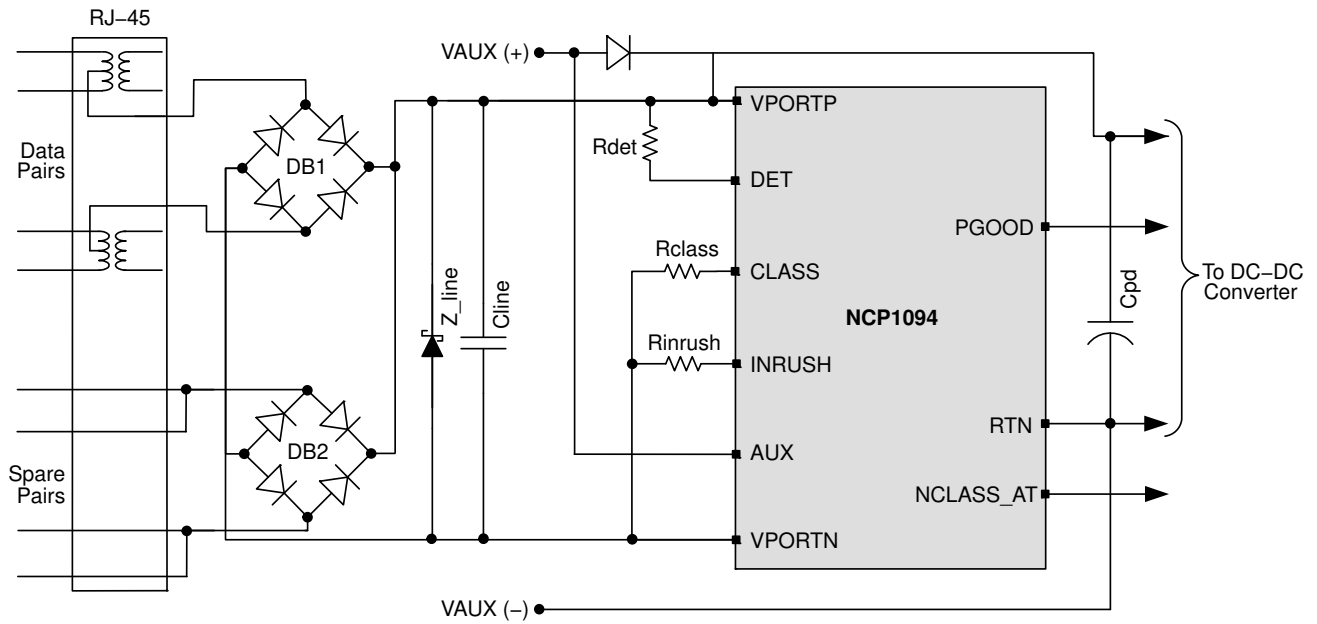 RJ–45
VAUX (+)
VPORTP
Data
Pairs
DB1
Rdet
DET
PGOOD
Rclass
CLASS
To DC–DC
Converter
Z_line
Cline
Cpd
NCP1094
Rinrush
INRUSH
RTN
DB2
AUX
Spare
Pairs
NCLASS_AT
VPORTN
VAUX (–)